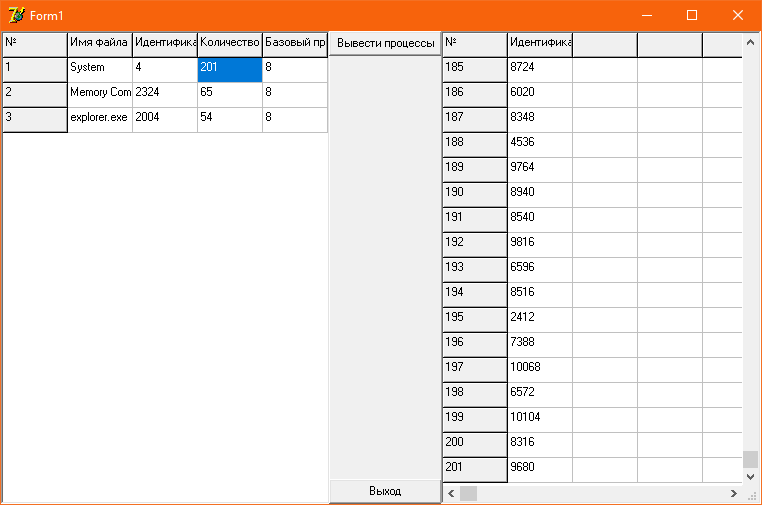 Form1
№ Имя файла Идентифика Количество Базовый пр
1 System 4 201 8
2 Memory Com 2324 65 8
3 explorer.exe 2004 54 8
Вывести процессы
Выход
№ Идентифика
185 8724
186 6020
187 8348
188 4536
189 9764
190 8940
191 8540
192 9816
193 6596
194 8516
195 2412
196 7388
197 10068
198 6572
199 10104
200 8316
201 9680